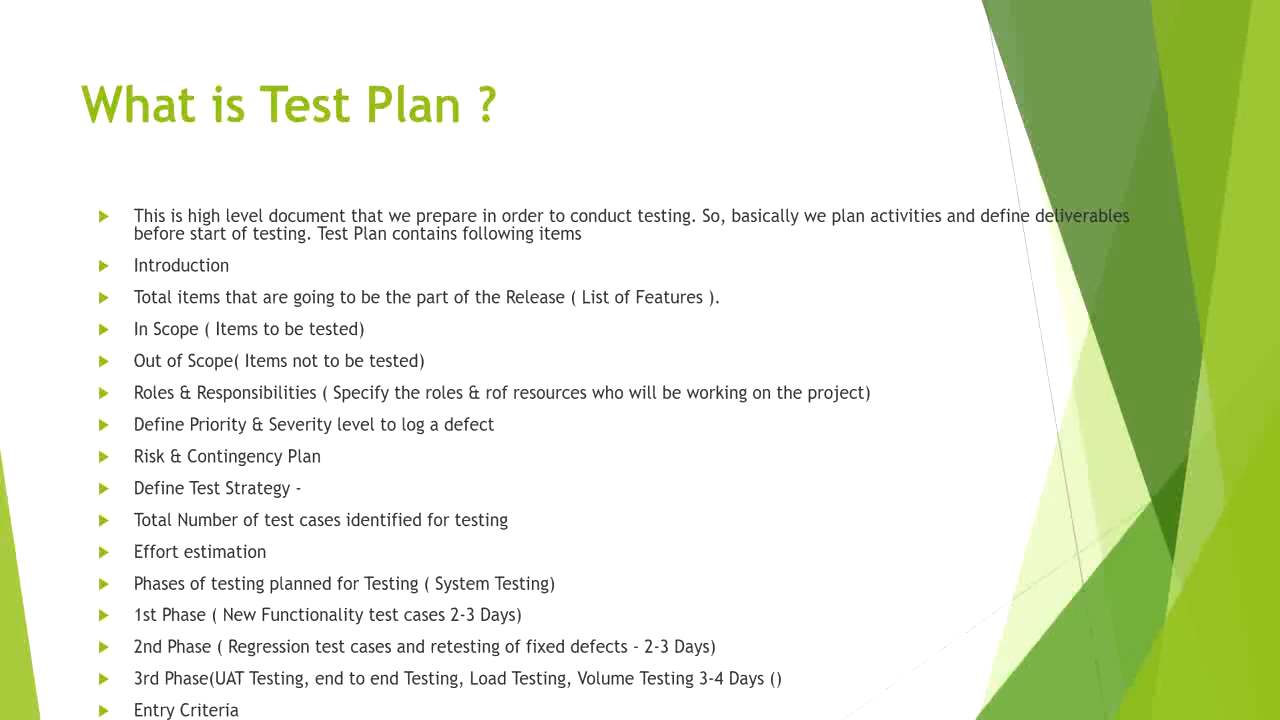 What is Test Plan ?
This is high level document that we prepare in order to conduct testing. So, basically we plan activities and define deliverables
before start of testing. Test Plan contains following items
Introduction
Total items that are going to be the part of the Release ( List of Features ).
In Scope ( Items to be tested)
Out of Scope( Items not to be tested)
Roles & Responsibilities ( Specify the roles & rof resources who will be working on the project)
Define Priority & Severity level to log a defect
Risk & Contingency Plan
Define Test Strategy -
Total Number of test cases identified for testing
Effort estimation
Phases of testing planned for Testing ( System Testing)
1st Phase ( New Functionality test cases 2-3 Days)
2nd Phase ( Regression test cases and retesting of fixed defects - 2-3 Days)
3rd Phase(UAT Testing, end to end Testing, Load Testing, Volume Testing 3-4 Days ()
Entry Criteria